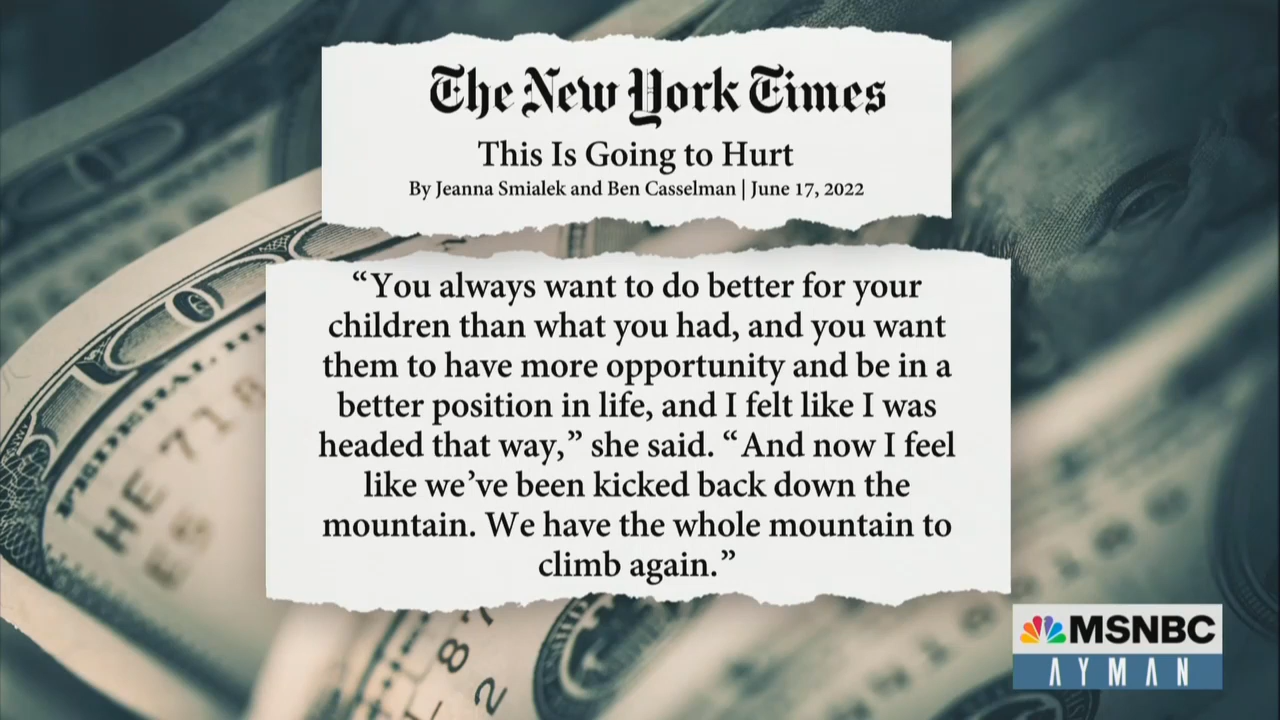 The New York Times
This Is Going to Hurt
By Jeanna Smialek and Ben Casselman | June 17, 2022
“You always want to do better for your
children than what you had, and you want
them to have more opportunity and be in a
better position in life, and I felt like I was
headed that way,” she said. “And now I feel
like we’ve been kicked back down the
mountain. We have the whole mountain to
climb again.”
MSNBC
AYMAN